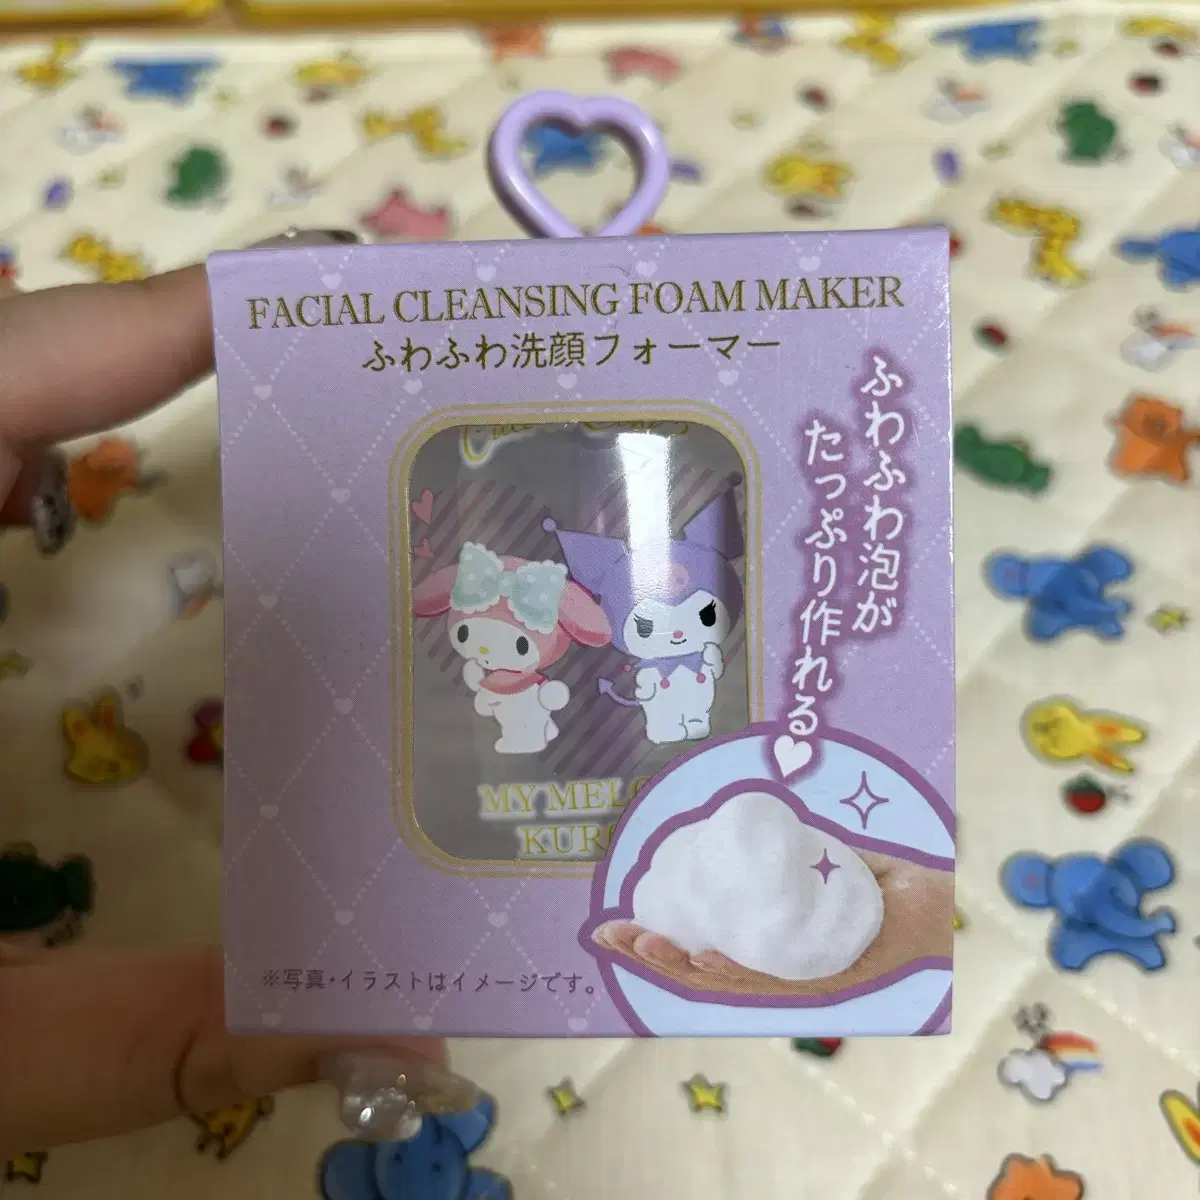 FACIAL CLEANSING FOAM MAKER
ふわふわ洗顔フォーマー
ふわふわ泡が
たっぷり作れる♥
MY MELO
KURO
※写真・イラストはイメージです。